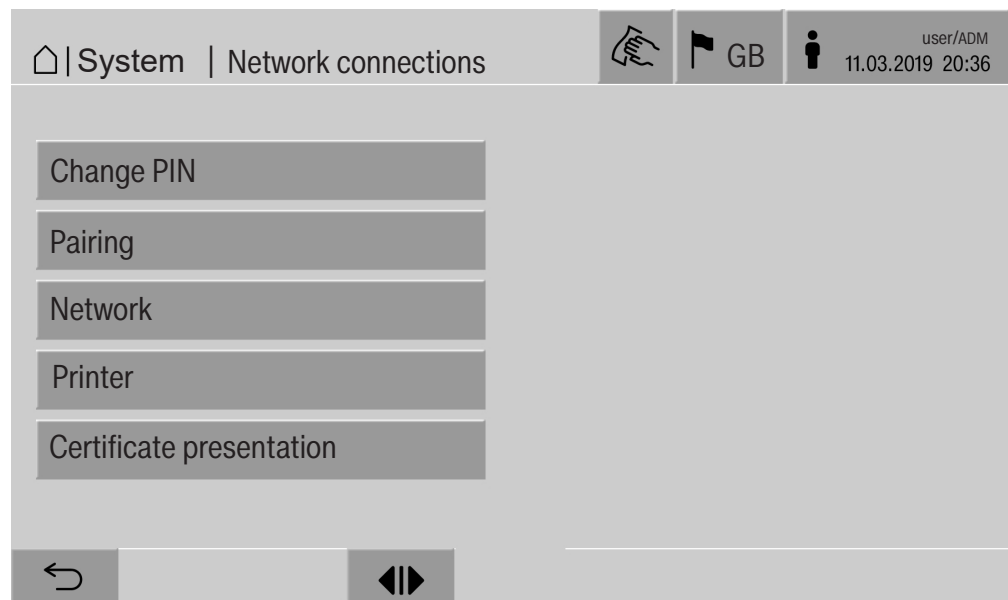 | System | Network connections
GB
user/ADM
11.03.2019 20:36
Change PIN
Pairing
Network
Printer
Certificate presentation